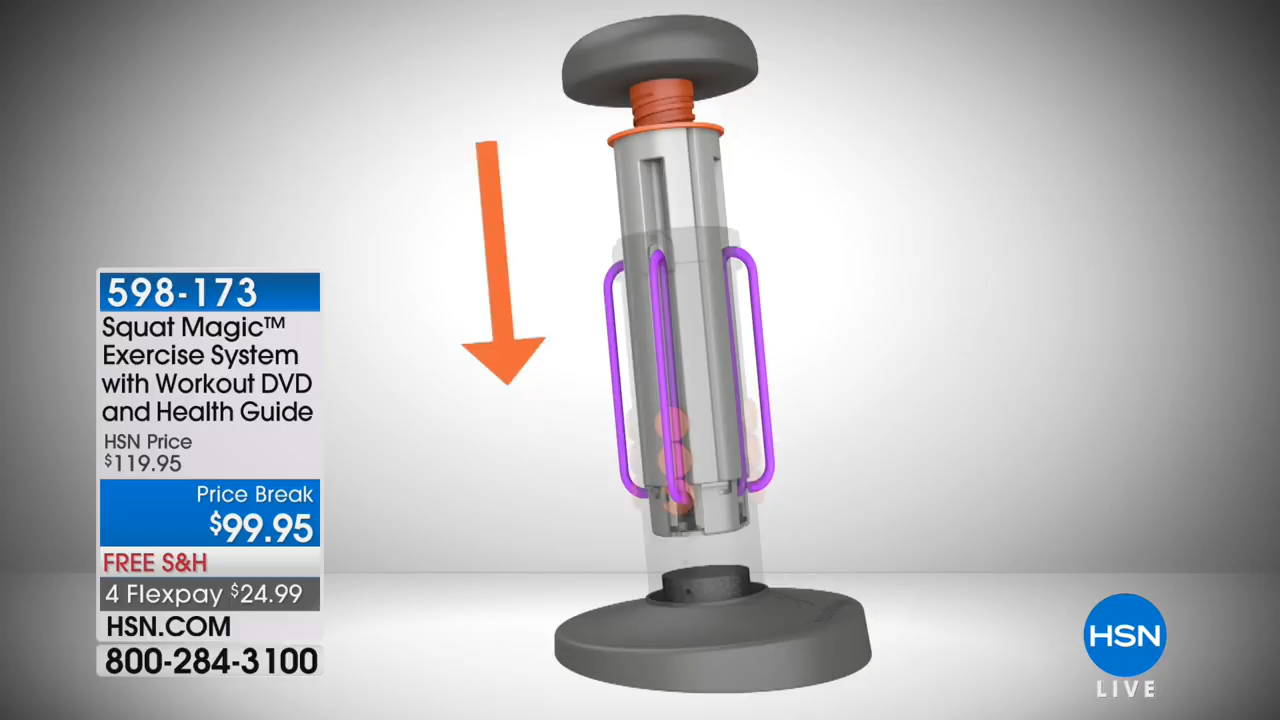 598-173
Squat Magic™
Exercise System
with Workout DVD
and Health Guide
HSN Price
$119.95
Price Break
$99.95
FREE S&H
4 Flexpay $24.99
HSN.COM
800-284-3100
HSN
LIVE